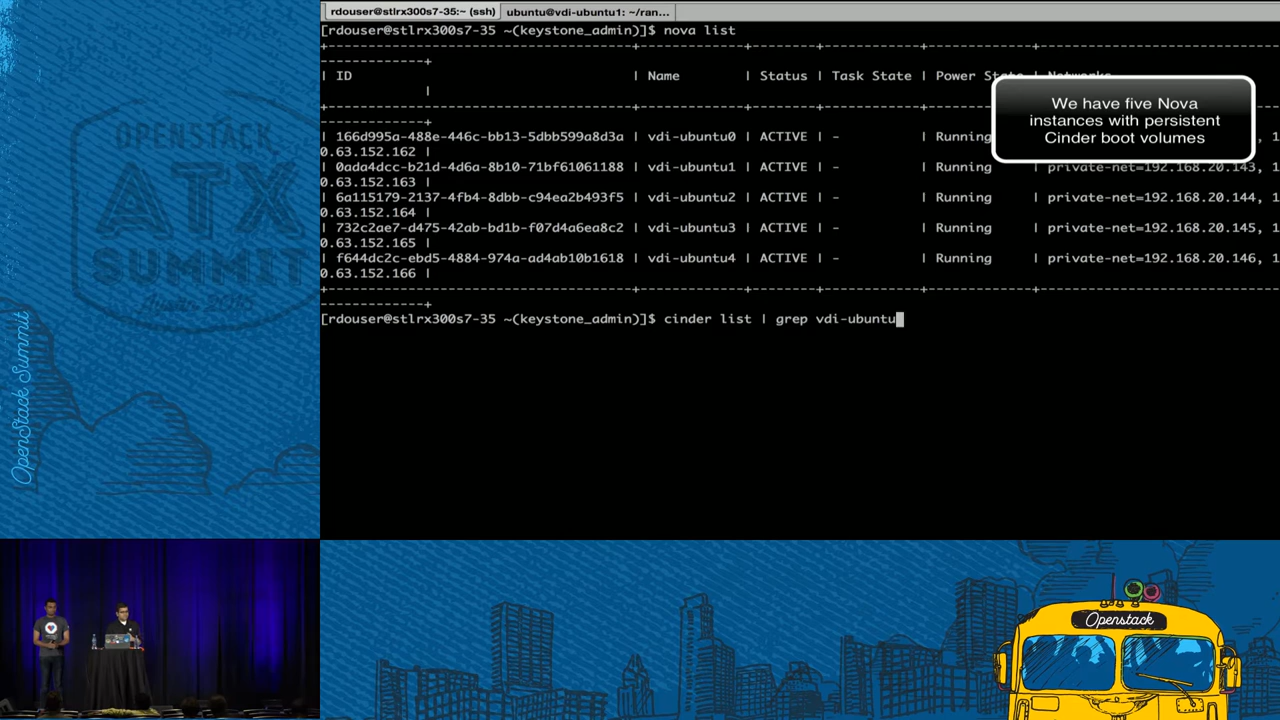 rdouser@stlrx300s7-35:~ (ssh)
ubuntu@vdi-ubuntu1: ~/ran...
[rdouser@stlrx300s7-35 ~(keystone_admin)]$ nova list
| ID | Name | Status | Task State | Power State | Networks
|
| 166d995a-488e-446c-bb13-5dbb599a8d3a | vdi-ubuntu0 | ACTIVE | - | Running
0.63.152.162 |
| 0ada4dcc-b21d-4d6a-8b10-71bf61061188 | vdi-ubuntu1 | ACTIVE | - | Running | private-net=192.168.20.143, 1
0.63.152.163 |
| 6a115179-2137-4fb4-8dbb-c94ea2b493f5 | vdi-ubuntu2 | ACTIVE | - | Running | private-net=192.168.20.144, 1
0.63.152.164 |
| 732c2ae7-d475-42ab-bd1b-f07d4a6ea8c2 | vdi-ubuntu3 | ACTIVE | - | Running | private-net=192.168.20.145, 1
0.63.152.165 |
| f644dc2c-ebd5-4884-974a-ad4ab10b1618 | vdi-ubuntu4 | ACTIVE | - | Running | private-net=192.168.20.146, 1
0.63.152.166 |
[rdouser@stlrx300s7-35 ~(keystone_admin)]$ cinder list | grep vdi-ubuntu
We have five Nova
instances with persistent
Cinder boot volumes
OPENSTACK
ATX
SUMMIT
Austin 2016
OpenStack Summit
Openstack